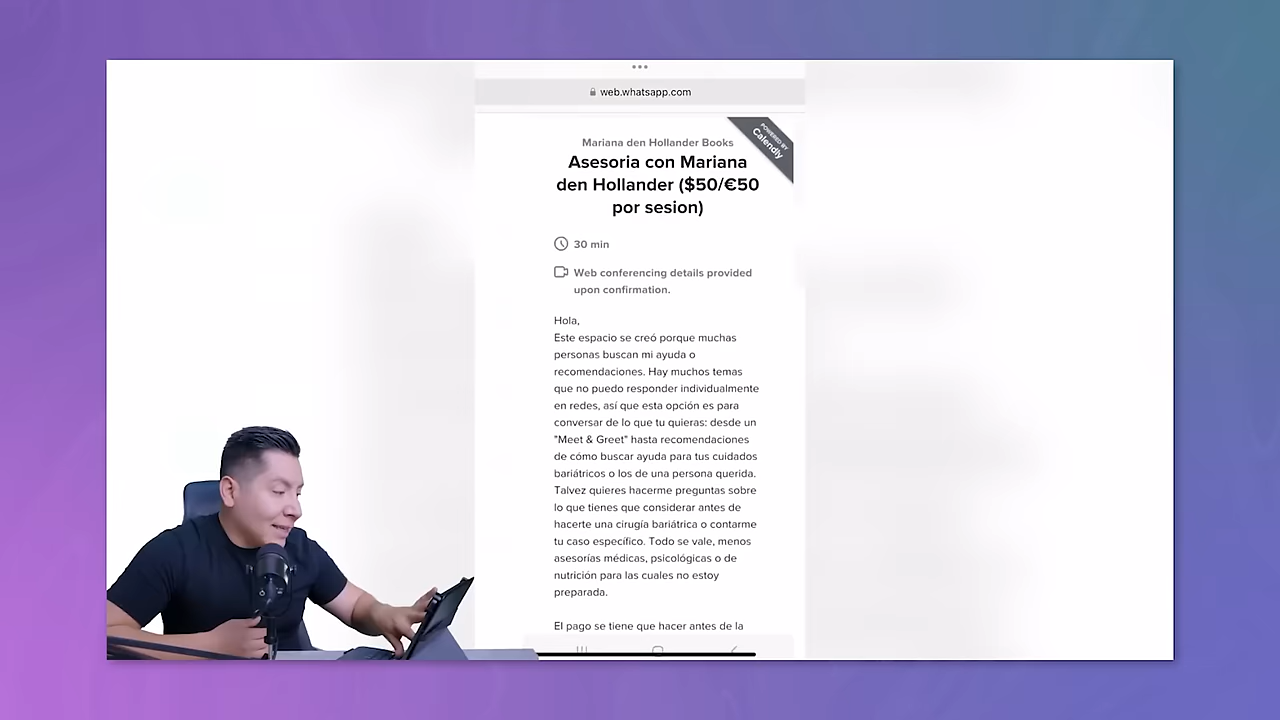 web.whatsapp.com
POWERED BY
Calendly
Mariana den Hollander Books
Asesoria con Mariana
den Hollander ($50/€50
por sesion)
30 min
Web conferencing details provided
upon confirmation.
Hola,
Este espacio se creó porque muchas
personas buscan mi ayuda o
recomendaciones. Hay muchos temas
que no puedo responder individualmente
en redes, así que esta opción es para
conversar de lo que tu quieras: desde un
"Meet & Greet" hasta recomendaciones
de cómo buscar ayuda para tus cuidados
bariátricos o los de una persona querida.
Talvez quieres hacerme preguntas sobre
lo que tienes que considerar antes de
hacerte una cirugía bariátrica o contarme
tu caso específico. Todo se vale, menos
asesorías médicas, psicológicas o de
nutrición para las cuales no estoy
preparada.
El pago se tiene que hacer antes de la